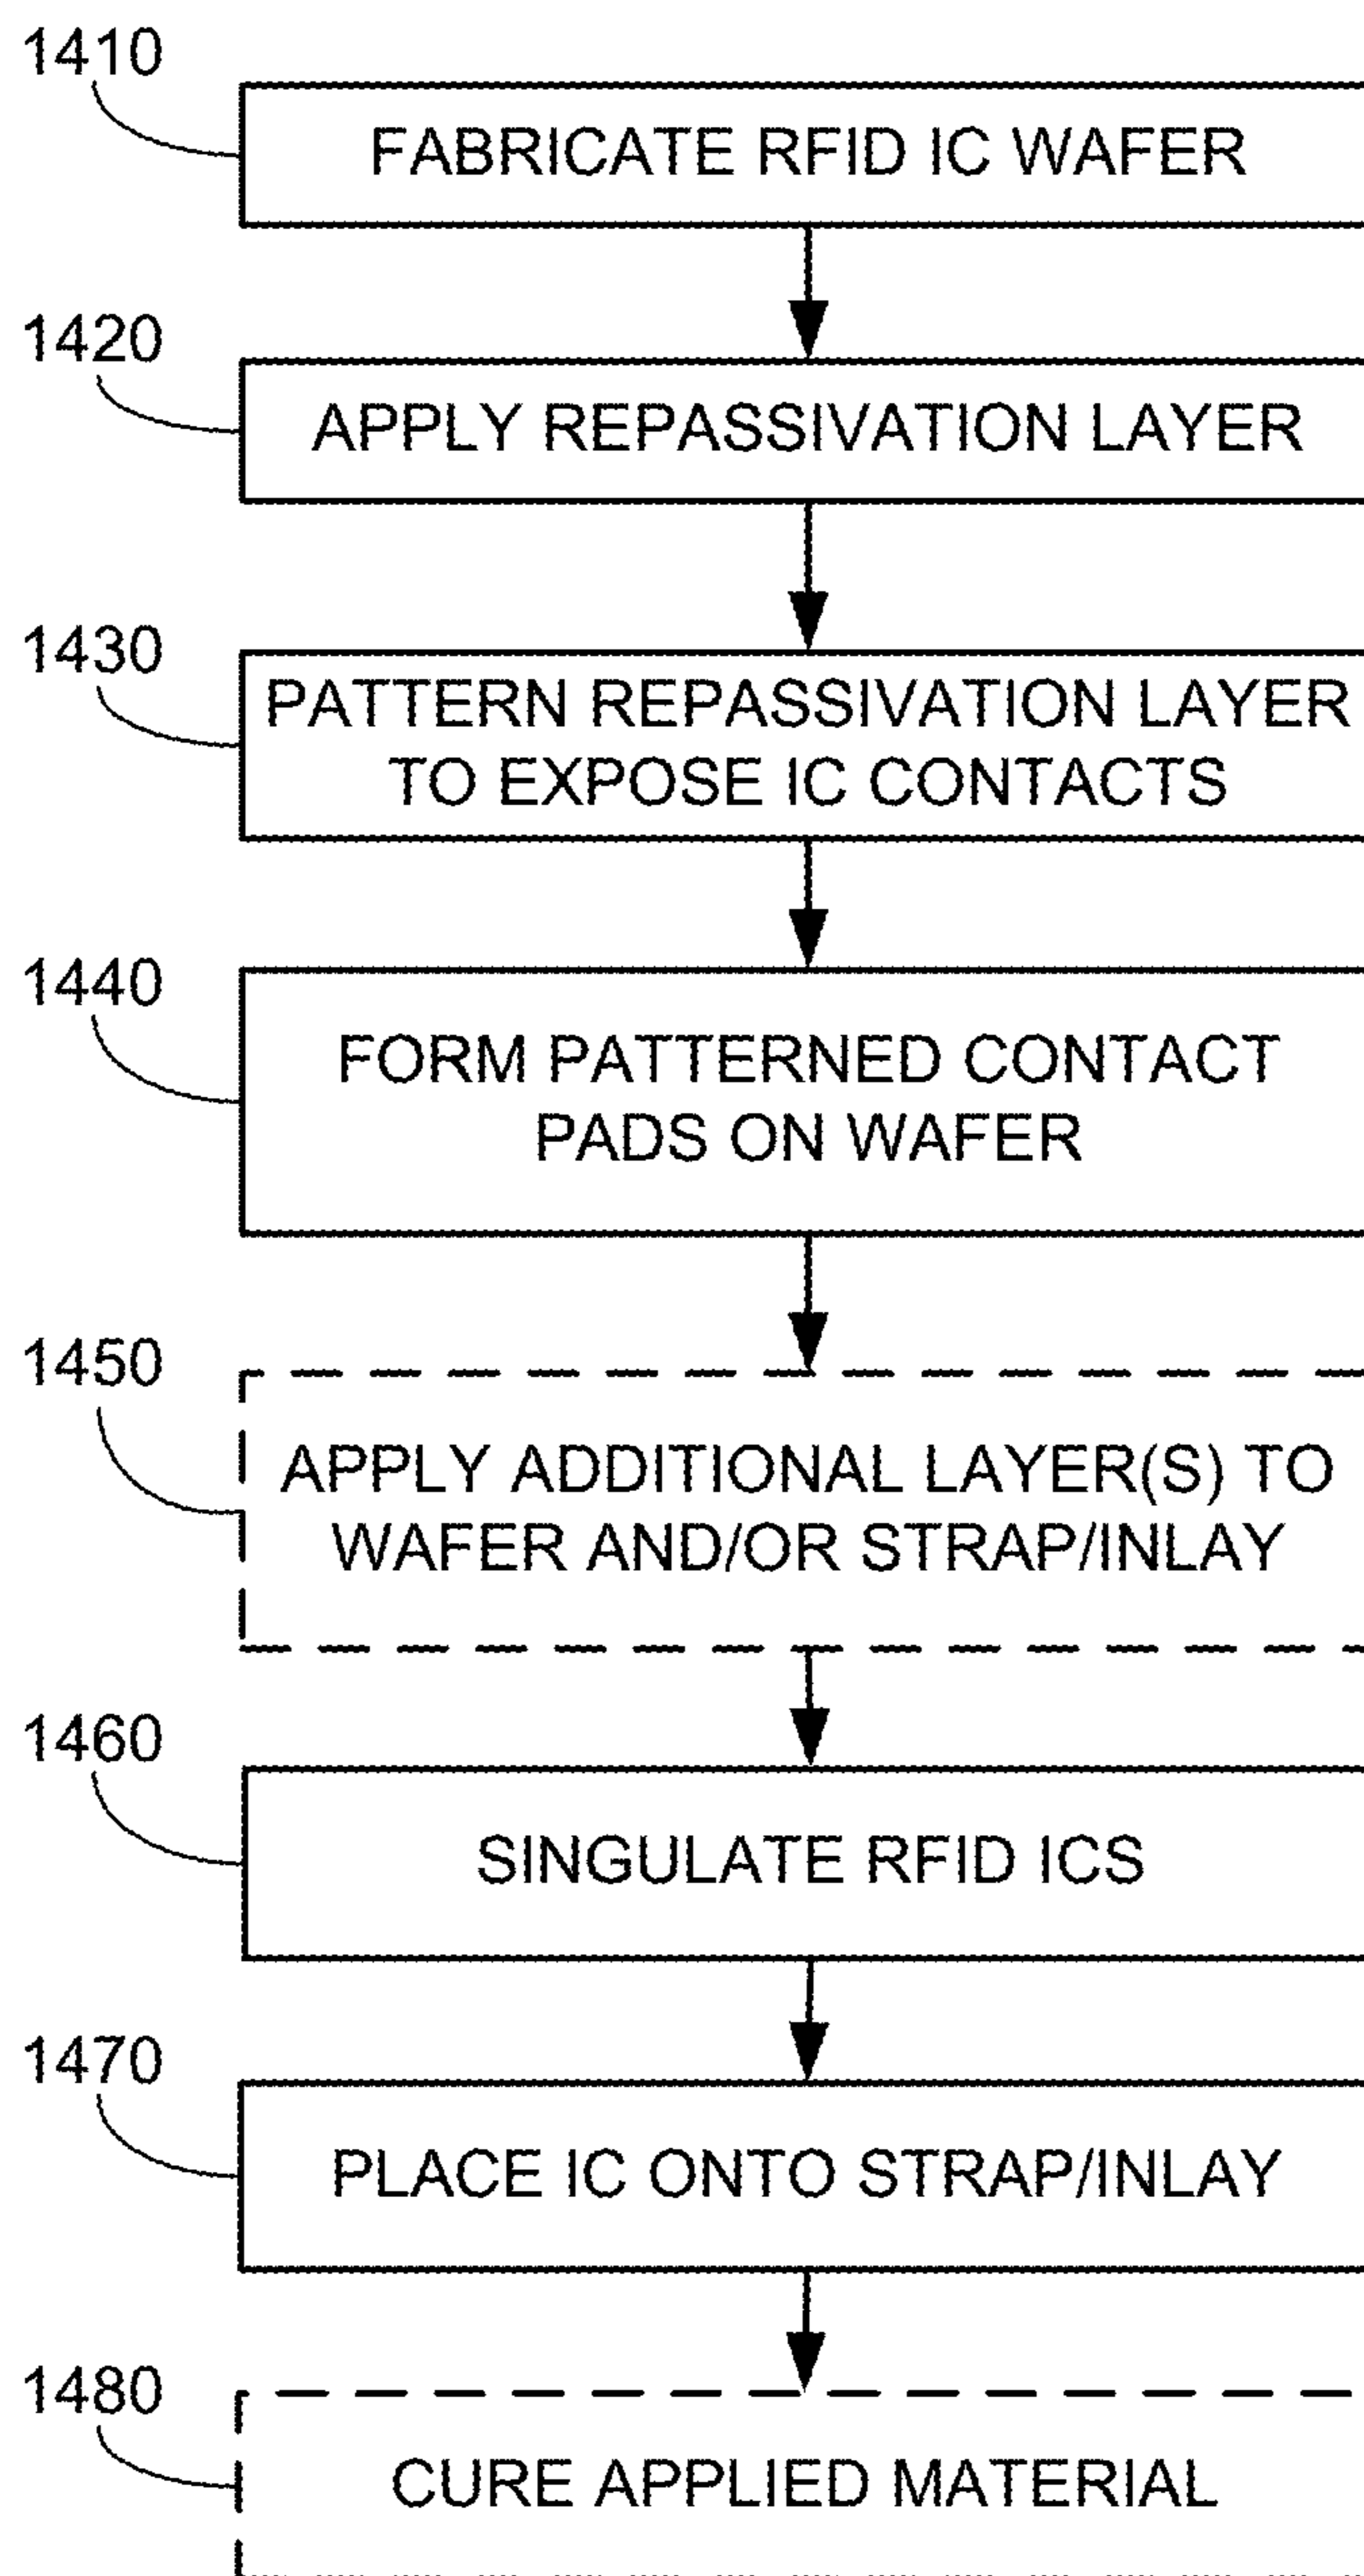 1410
FABRICATE RFID IC WAFER
1420
APPLY REPASSIVATION LAYER
1430
PATTERN REPASSIVATION LAYER
TO EXPOSE IC CONTACTS
1440
FORM PATTERNED CONTACT
PADS ON WAFER
1450
APPLY ADDITIONAL LAYER(S) TO
WAFER AND/OR STRAP/INLAY
1460
SINGULATE RFID ICS
1470
PLACE IC ONTO STRAP/INLAY
1480
CURE APPLIED MATERIAL